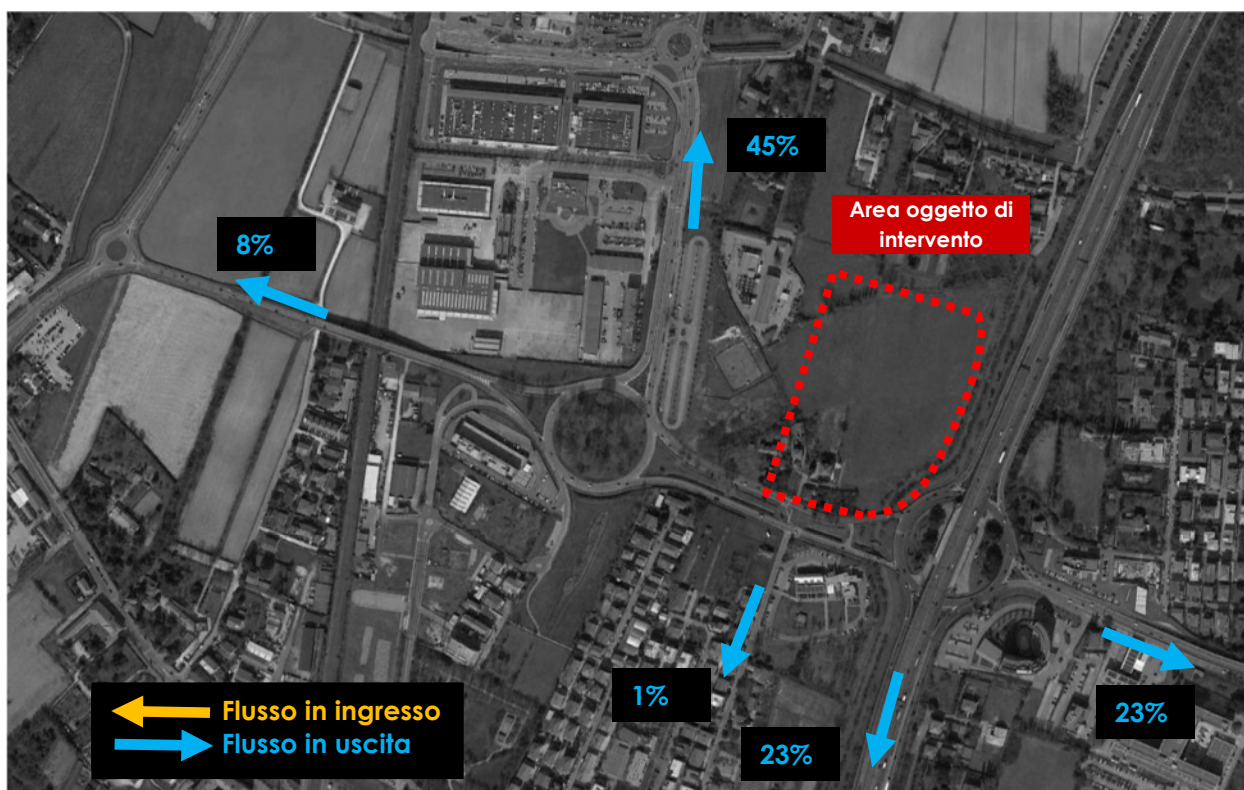 45%
Area oggetto di
intervento
8%
1%
23%
23%
Flusso in ingresso
Flusso in uscita